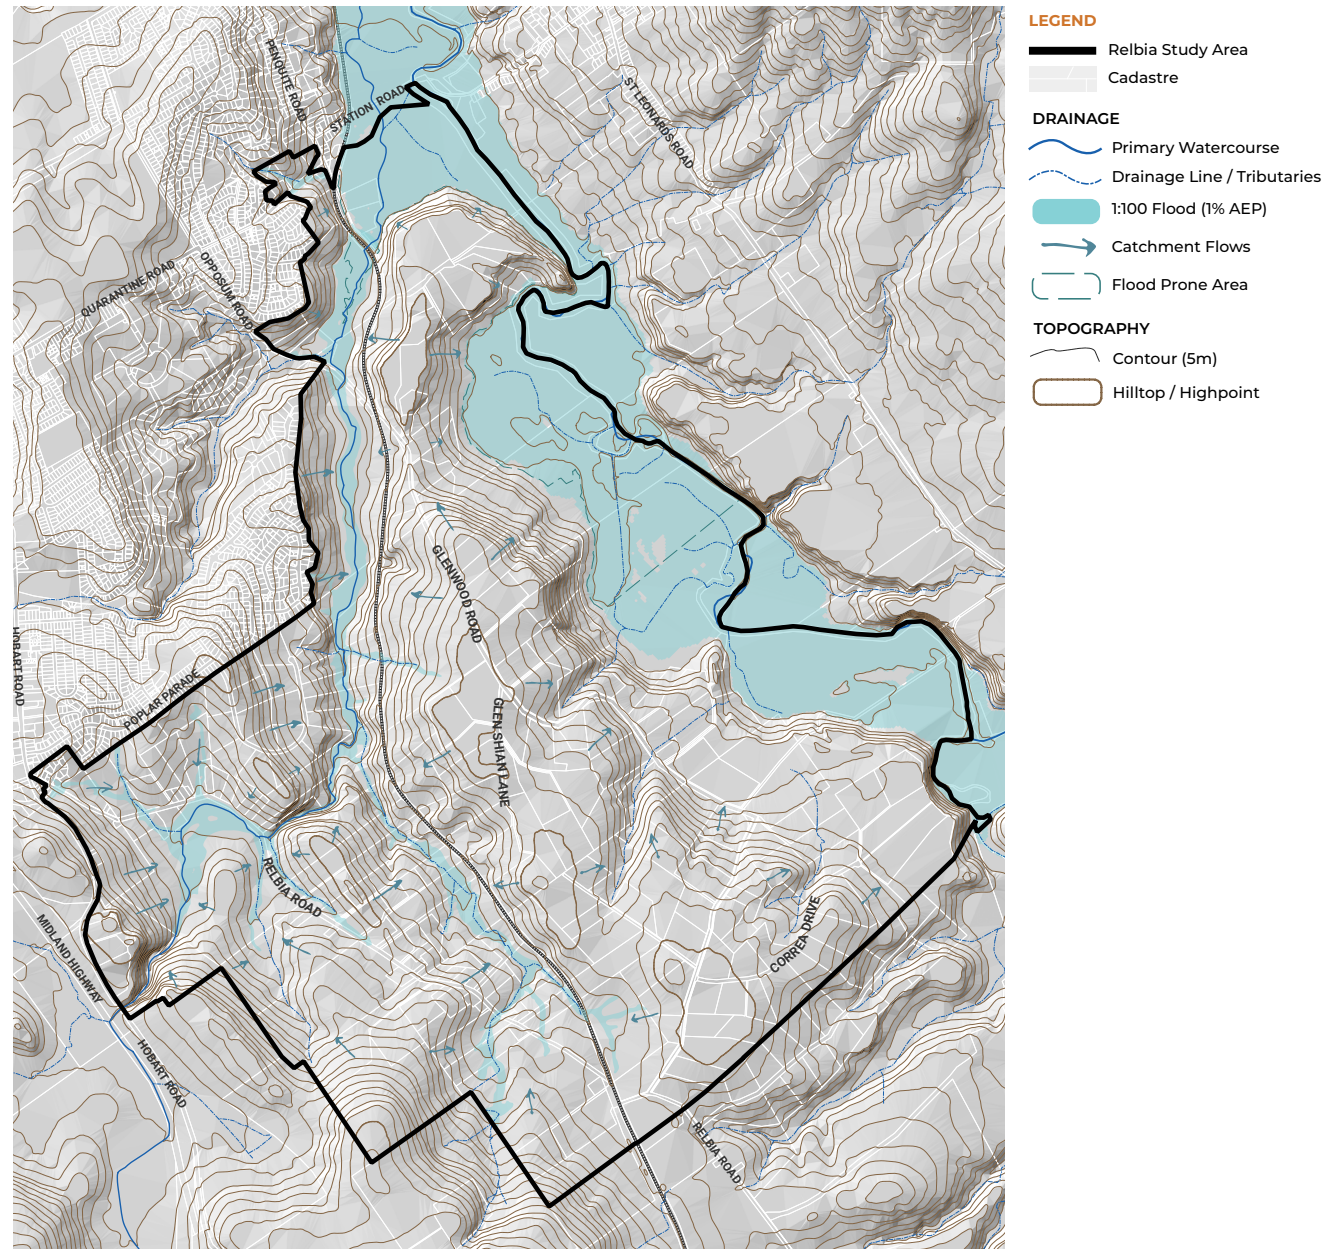 PENQUITE ROAD
STATION ROAD
ST LEONARDS ROAD
QUARANTINE ROAD
OPPOSUM ROAD
GLENWOOD ROAD
HOBART ROAD
POPLAR PARADE
GLEN SHIAN LANE
RELBIA ROAD
MIDLAND HIGHWAY
CORREA DRIVE
HOBART ROAD
RELBIA ROAD
LEGEND
Relbia Study Area
Cadastre
DRAINAGE
Primary Watercourse
Drainage Line / Tributaries
1:100 Flood (1% AEP)
Catchment Flows
Flood Prone Area
TOPOGRAPHY
Contour (5m)
Hilltop / Highpoint